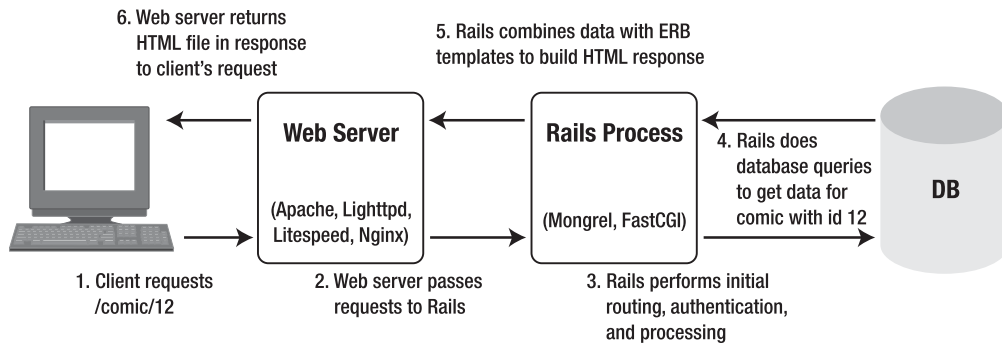 6. Web server returns
HTML file in response
to client's request
5. Rails combines data with ERB
templates to build HTML response
Web Server
(Apache, Lighttpd,
Litespeed, Nginx)
Rails Process
(Mongrel, FastCGI)
4. Rails does
database queries
to get data for
comic with id 12
DB
1. Client requests
/comic/12
2. Web server passes
requests to Rails
3. Rails performs initial
routing, authentication,
and processing